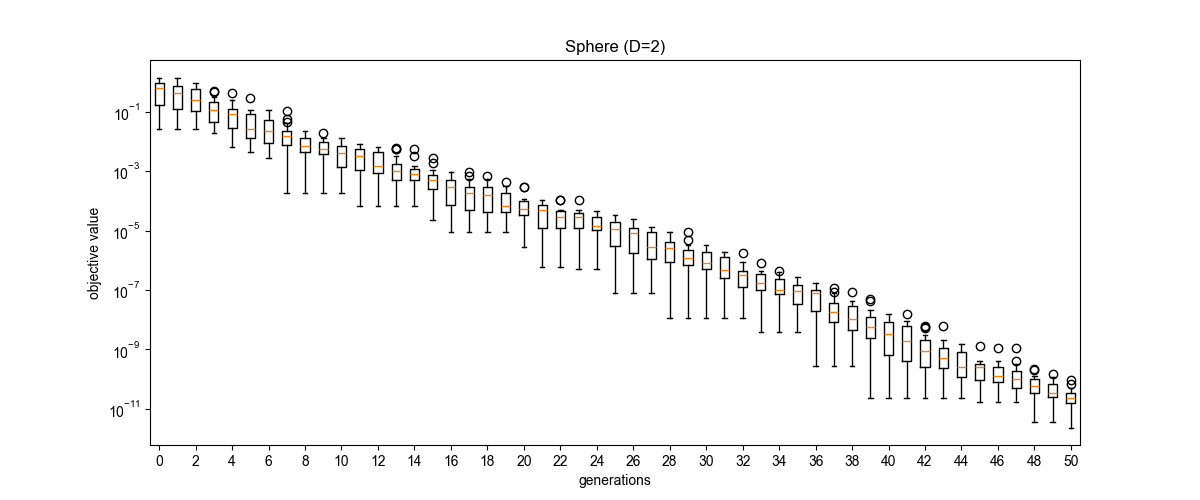 Sphere (D=2)
objective value
10⁻¹
10⁻³
10⁻⁵
10⁻⁷
10⁻⁹
10⁻¹¹
0 2 4 6 8 10 12 14 16 18 20 22 24 26 28 30 32 34 36 38 40 42 44 46 48 50
generations